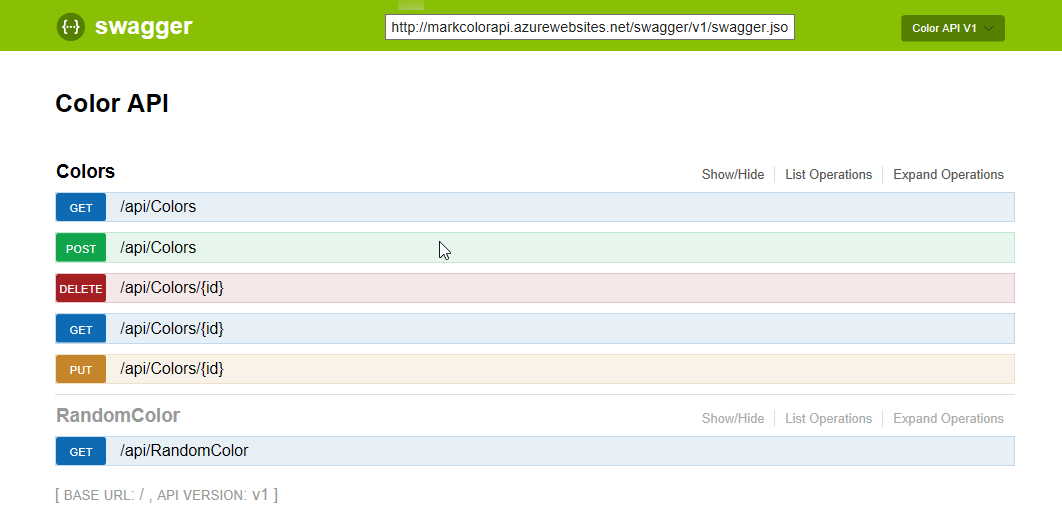 {···} swagger http://markcolorapi.azurewebsites.net/swagger/v1/swagger.jso Color API V1
Color API
Colors Show/Hide List Operations Expand Operations
GET /api/Colors
POST /api/Colors
DELETE /api/Colors/{id}
GET /api/Colors/{id}
PUT /api/Colors/{id}
RandomColor Show/Hide List Operations Expand Operations
GET /api/RandomColor
[ BASE URL: / , API VERSION: v1 ]